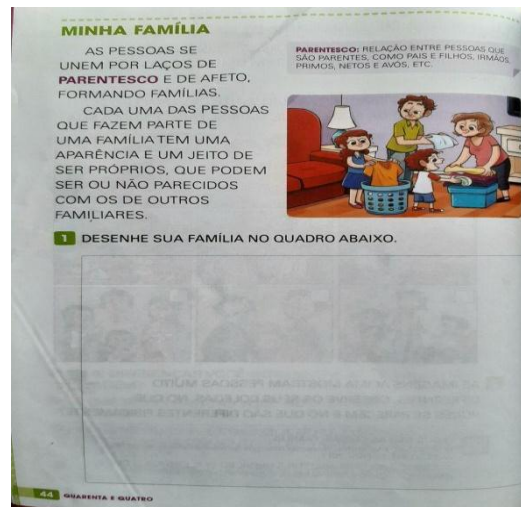 MINHA FAMÍLIA
AS PESSOAS SE
UNEM POR LAÇOS DE
PARENTESCO E DE AFETO,
FORMANDO FAMÍLIAS.
CADA UMA DAS PESSOAS
QUE FAZEM PARTE DE
UMA FAMÍLIA TEM UMA
APARÊNCIA E UM JEITO DE
SER PRÓPRIOS, QUE PODEM
SER OU NÃO PARECIDOS
COM OS DE OUTROS
FAMILIARES.
PARENTESCO: RELAÇÃO ENTRE PESSOAS QUE
SÃO PARENTES, COMO PAIS E FILHOS, IRMÃOS,
PRIMOS, NETOS E AVÓS, ETC.
1 DESENHE SUA FAMÍLIA NO QUADRO ABAIXO.
44 QUARENTA E QUATRO